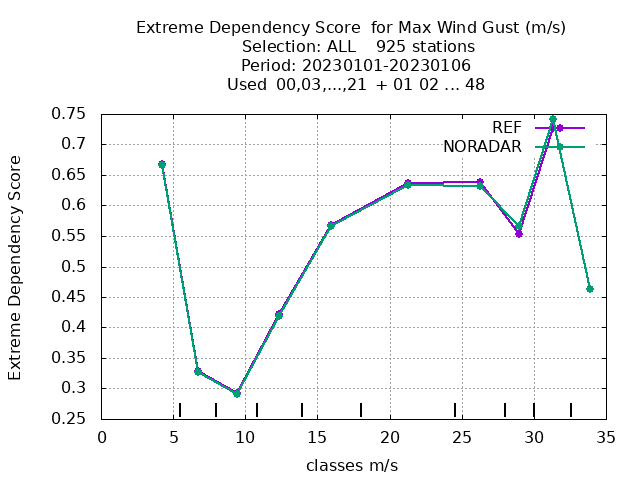 Extreme Dependency Score  for Max Wind Gust (m/s)
Selection: ALL    925 stations
Period: 20230101-20230106
Used  00,03,...,21  + 01 02 ... 48
REF
NORADAR
0.75
0.7
0.65
0.6
0.55
0.5
0.45
0.4
0.35
0.3
0.25
Extreme Dependency Score
0 5 10 15 20 25 30 35
classes m/s